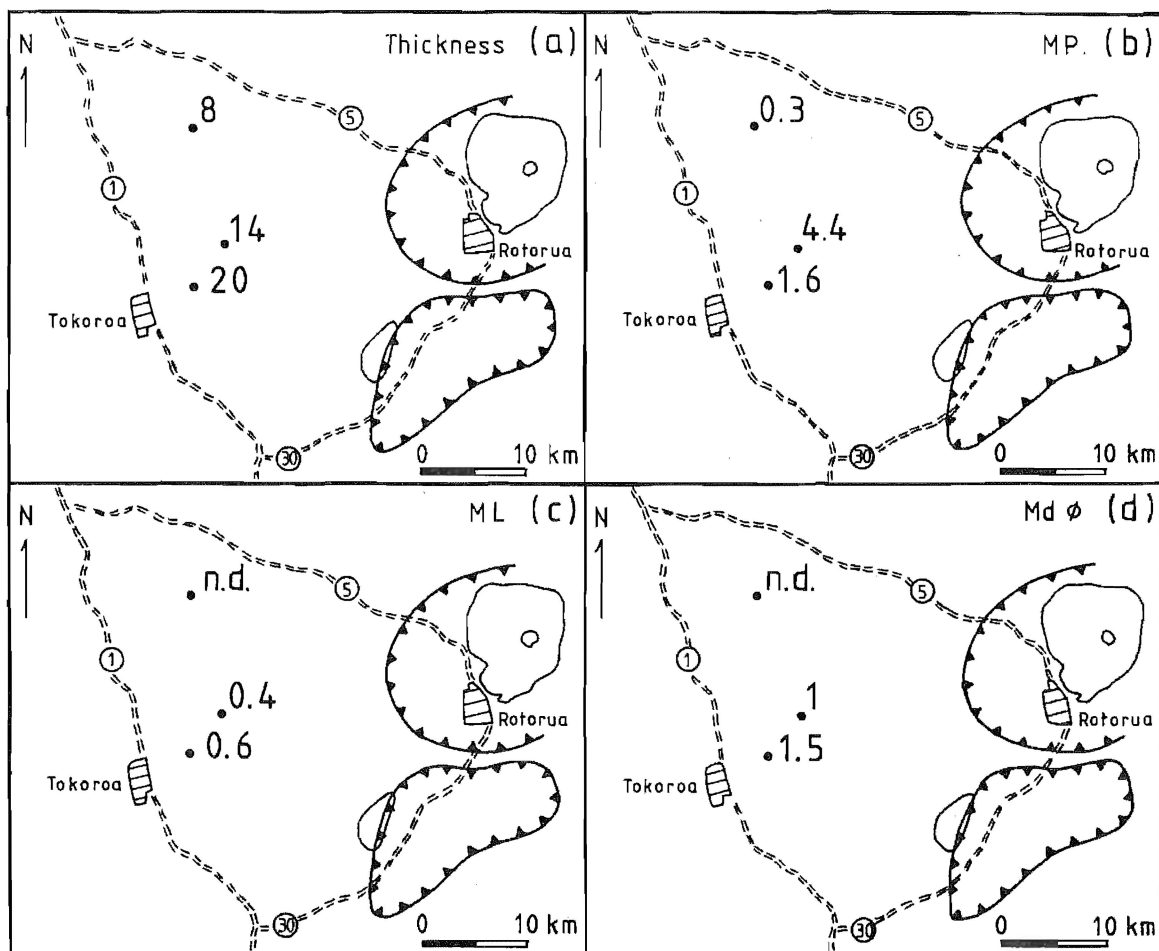 N
Thickness (a)
8
5
1
14
20
Rotorua
Tokoroa
30
0 10 km
N
MP. (b)
0.3
5
1
4.4
1.6
Rotorua
Tokoroa
30
0 10 km
N
ML (c)
n.d.
5
1
0.4
0.6
Rotorua
Tokoroa
30
0 10 km
N
Md ø (d)
n.d.
5
1
1
1.5
Rotorua
Tokoroa
30
0 10 km